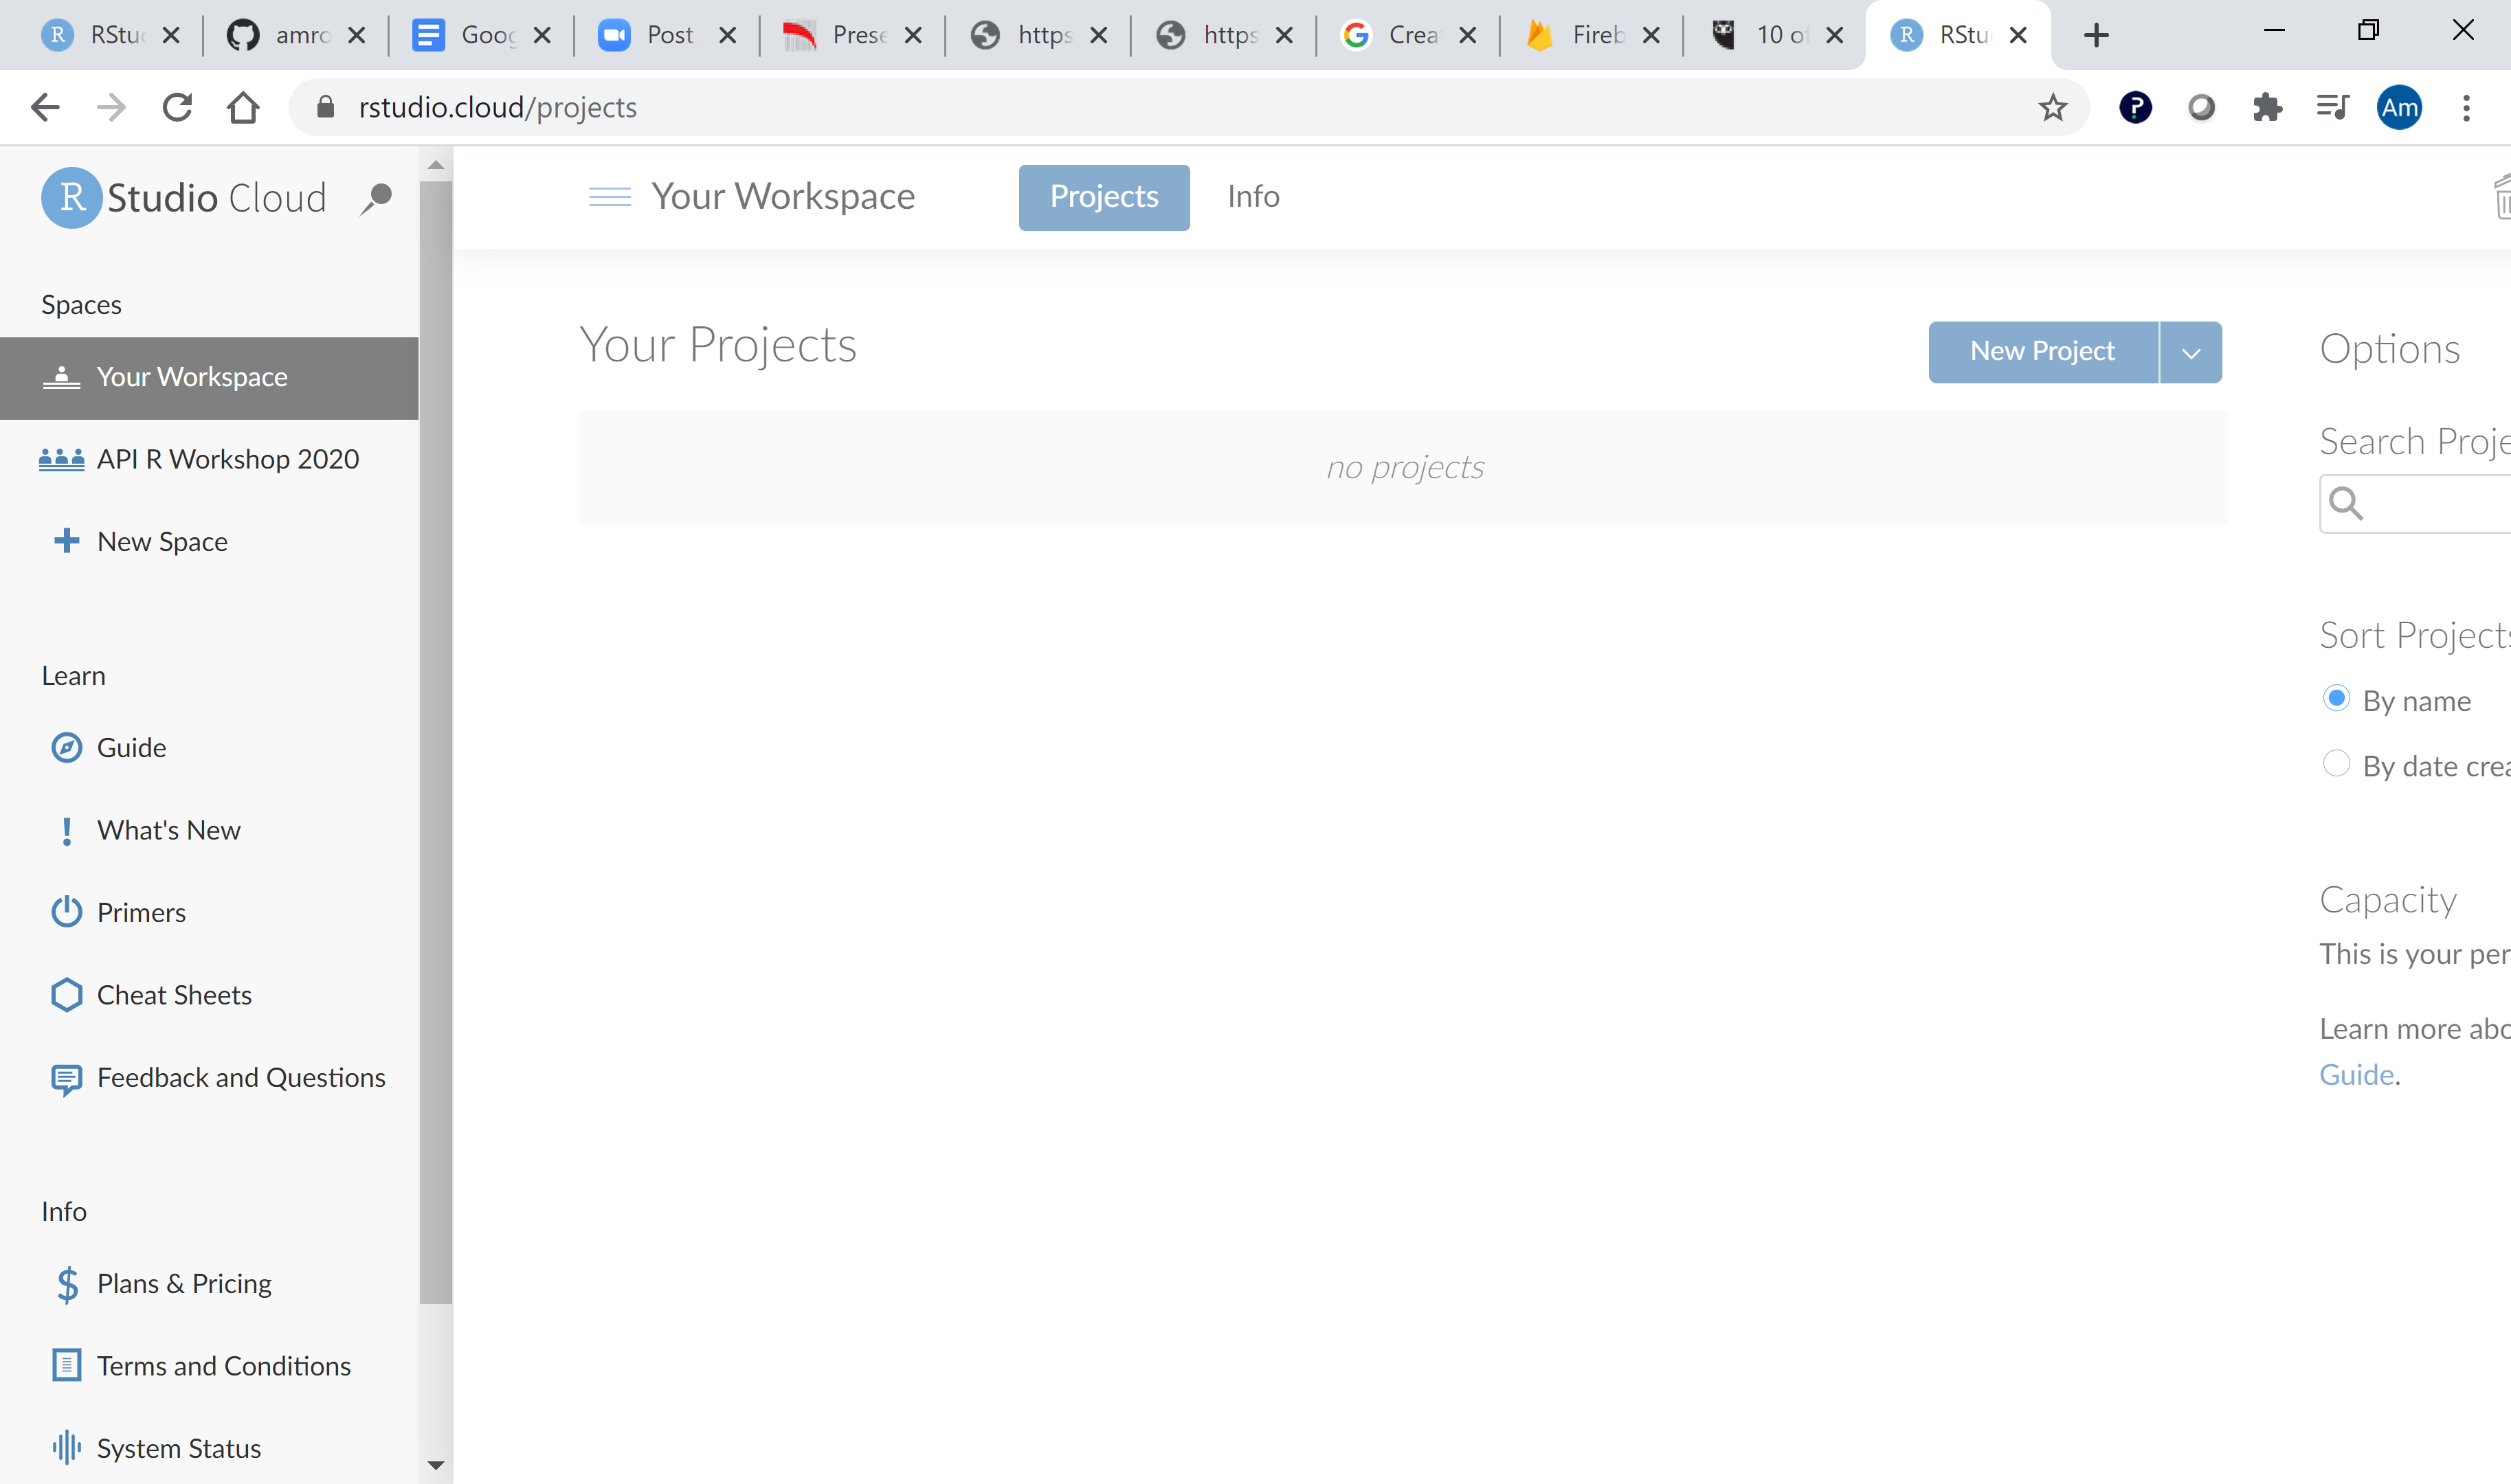 RStu
amro
Goog
Post
Prese
https
https
Crea
Fireb
10 of
RStu
rstudio.cloud/projects
Am
R Studio Cloud
Your Workspace
Projects
Info
Spaces
Your Workspace
API R Workshop 2020
New Space
Learn
Guide
What's New
Primers
Cheat Sheets
Feedback and Questions
Info
Plans & Pricing
Terms and Conditions
System Status
Your Projects
New Project
no projects
Options
Search Proje
Sort Projects
By name
By date crea
Capacity
This is your per
Learn more abo
Guide.